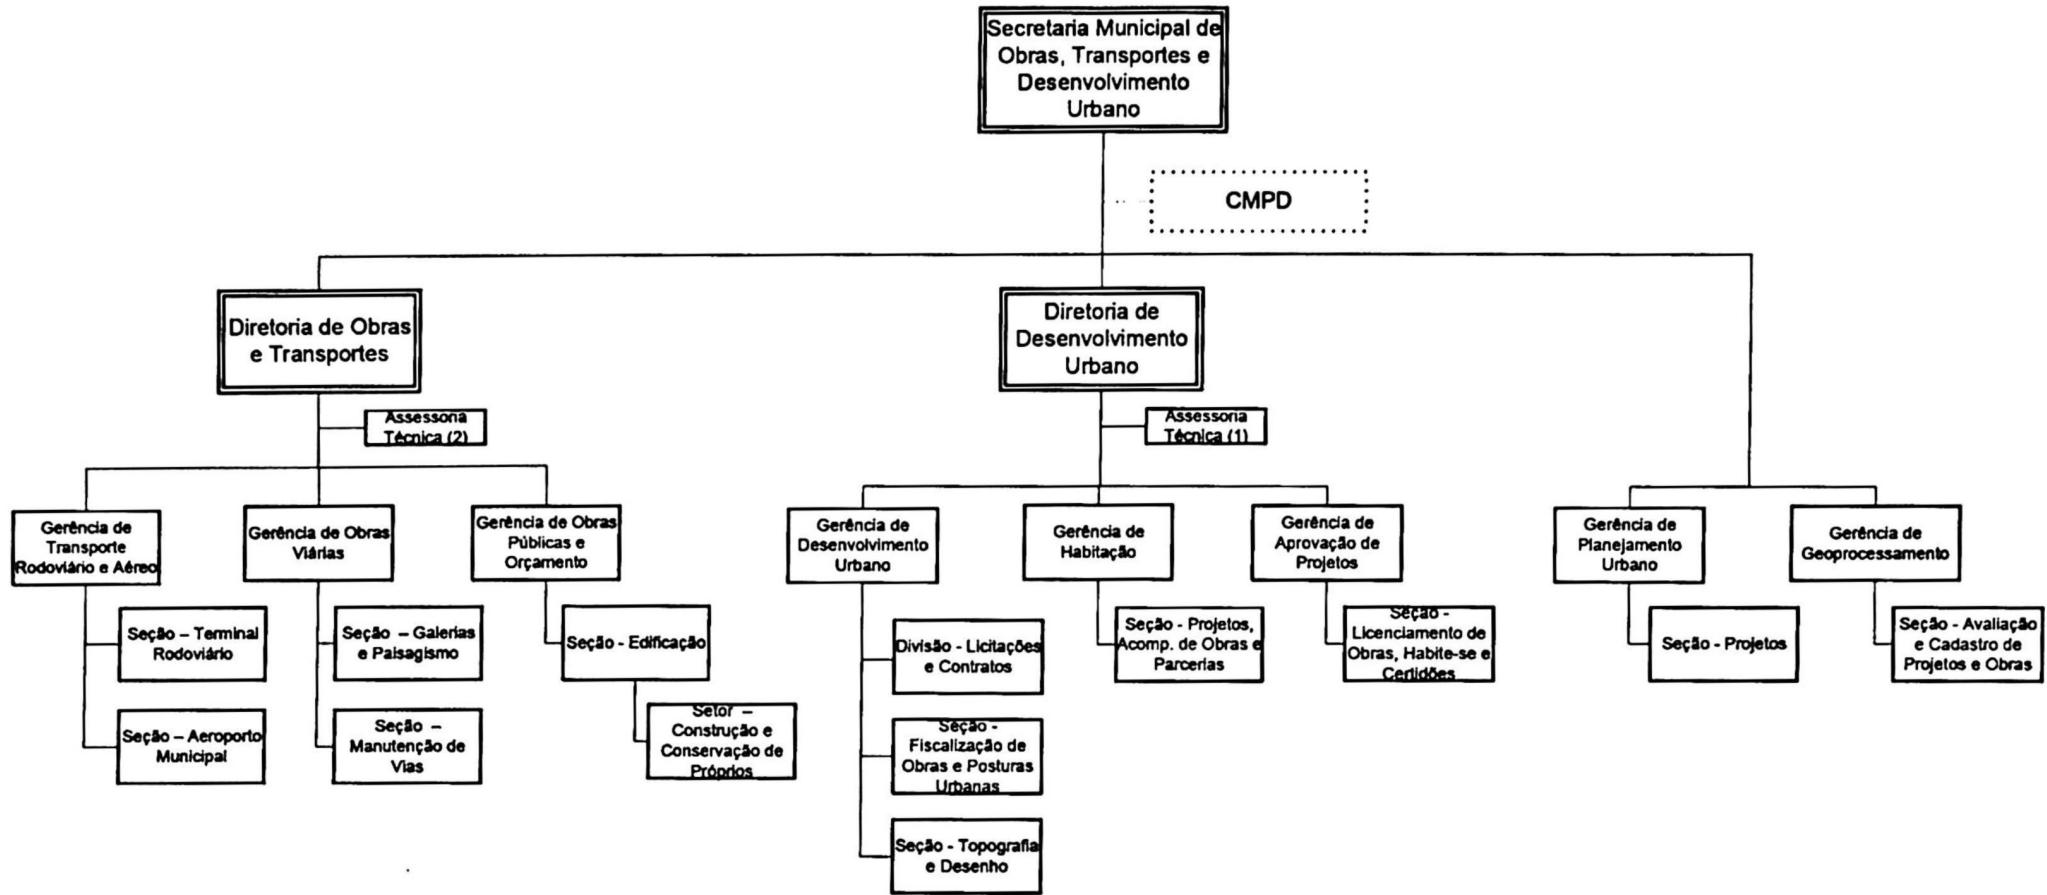 Secretaria Municipal de
Obras, Transportes e
Desenvolvimento
Urbano
CMPD
Diretoria de Obras
e Transportes
Diretoria de
Desenvolvimento
Urbano
Assessoria
Técnica (2)
Assessoria
Técnica (1)
Gerência de
Transporte
Rodoviário e Aéreo
Gerência de Obras
Viárias
Gerência de Obras
Públicas e
Orçamento
Gerência de
Desenvolvimento
Urbano
Gerência de
Habitação
Gerência de
Aprovação de
Projetos
Gerência de
Planejamento
Urbano
Gerência de
Geoprocessamento
Seção – Terminal
Rodoviário
Seção – Galerias
e Paisagismo
Seção - Edificação
Divisão - Licitações
e Contratos
Seção - Projetos,
Acomp. de Obras e
Parcerias
Seção -
Licenciamento de
Obras, Habite-se e
Certidões
Seção - Projetos
Seção - Avaliação
e Cadastro de
Projetos e Obras
Seção – Aeroporto
Municipal
Seção –
Manutenção de
Vias
Setor –
Construção e
Conservação de
Próprios
Seção -
Fiscalização de
Obras e Posturas
Urbanas
Seção - Topografia
e Desenho